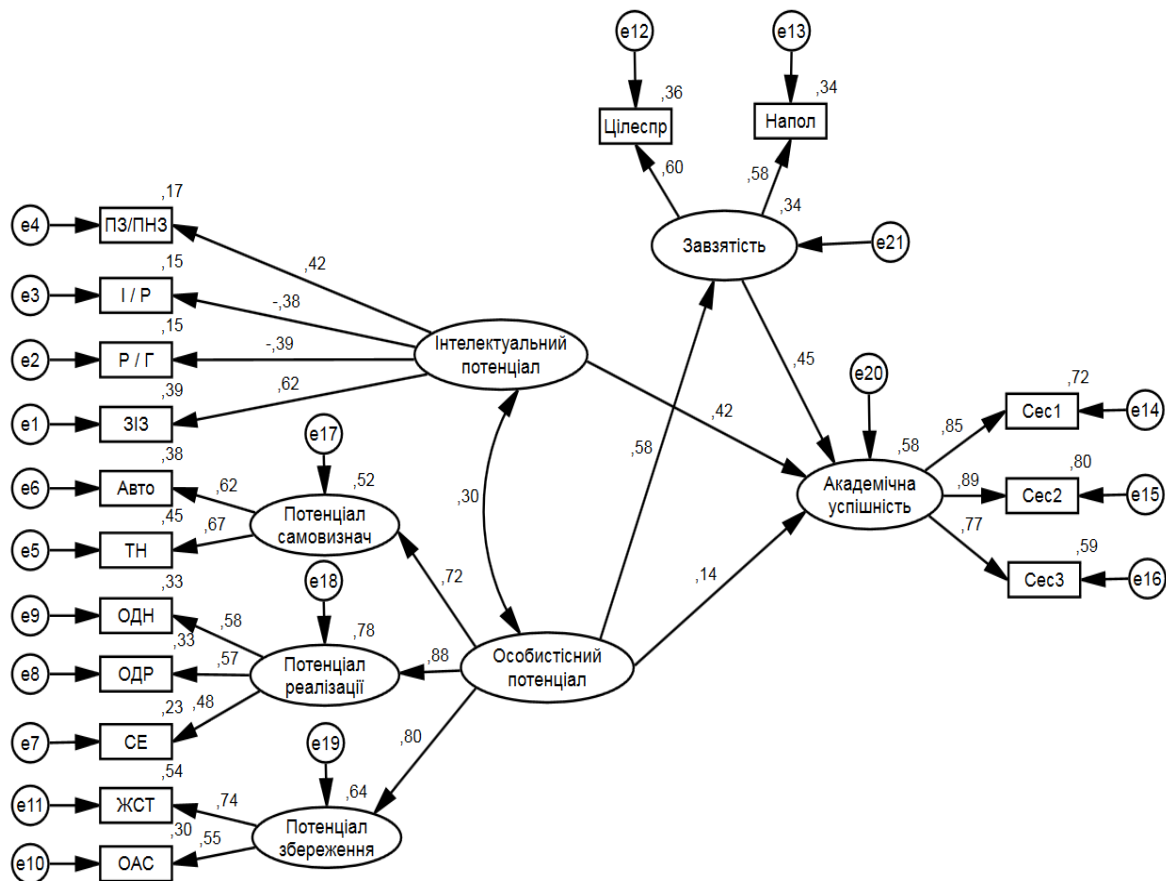 e12
e13
,36
,34
Цілеспр
Напол
,60
,58
,34
Завзятість
e21
,17
e4
ПЗ/ПНЗ
,42
,15
e3
І / Р
-,38
,15
e2
Р / Г
-,39
Інтелектуальний
потенціал
,39
e1
ЗІЗ
,62
,45
,42
e20
,72
Сес1
e14
,85
,58
Академічна
успішність
,89
,80
Сес2
e15
,77
,59
Сес3
e16
,58
,30
,14
e17
,38
e6
Авто
,62
,52
Потенціал
самовизнач
,45
e5
ТН
,67
,72
e18
,33
e9
ОДН
,58
,78
Потенціал
реалізації
,88
Особистісний
потенціал
,33
e8
ОДР
,57
,23
,48
e7
СЕ
e19
,80
,54
e11
ЖСТ
,74
,64
Потенціал
збереження
,30
e10
ОАС
,55